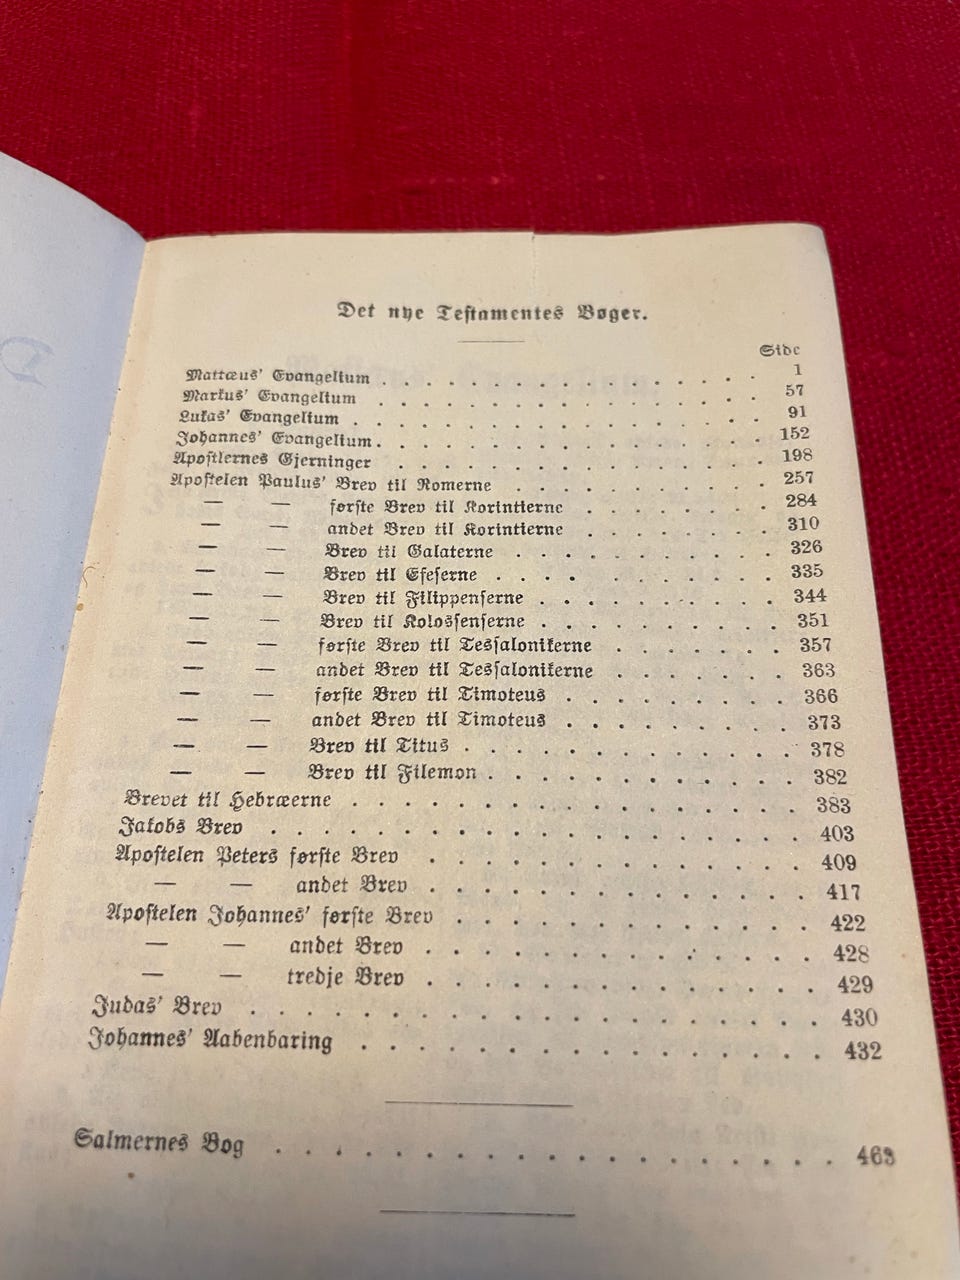 Det nye Testamentes Bøger.
Side
Mattæus' Evangelium . . . . . . . . . . . . . . . . 1
Markus' Evangelium . . . . . . . . . . . . . . . . 57
Lukas' Evangelium . . . . . . . . . . . . . . . . . 91
Johannes' Evangelium . . . . . . . . . . . . . . . . 152
Apostlernes Gjerninger . . . . . . . . . . . . . . . 198
Apostelen Paulus' Brev til Romerne . . . . . . . . . . 257
— — første Brev til Korintierne . . . . . . . 284
— — andet Brev til Korintierne . . . . . . . 310
— — Brev til Galaterne . . . . . . . . . . 326
— — Brev til Efeserne . . . . . . . . . . . 335
— — Brev til Filippenserne . . . . . . . . . 344
— — Brev til Kolossenserne . . . . . . . . . 351
— — første Brev til Tessalonikerne . . . . . . 357
— — andet Brev til Tessalonikerne . . . . . . 363
— — første Brev til Timoteus . . . . . . . . 366
— — andet Brev til Timoteus . . . . . . . . 373
— — Brev til Titus . . . . . . . . . . . . 378
— — Brev til Filemon . . . . . . . . . . . 382
Brevet til Hebræerne . . . . . . . . . . . . . . . . 383
Jakobs Brev . . . . . . . . . . . . . . . . . . . 403
Apostelen Peters første Brev . . . . . . . . . . . . . 409
— — andet Brev . . . . . . . . . . . . . 417
Apostelen Johannes' første Brev . . . . . . . . . . . . 422
— — andet Brev . . . . . . . . . . . . . 428
— — tredje Brev . . . . . . . . . . . . . 429
Judas' Brev . . . . . . . . . . . . . . . . . . . 430
Johannes' Aabenbaring . . . . . . . . . . . . . . . . 432
Salmernes Bog . . . . . . . . . . . . . . . . . . . 463